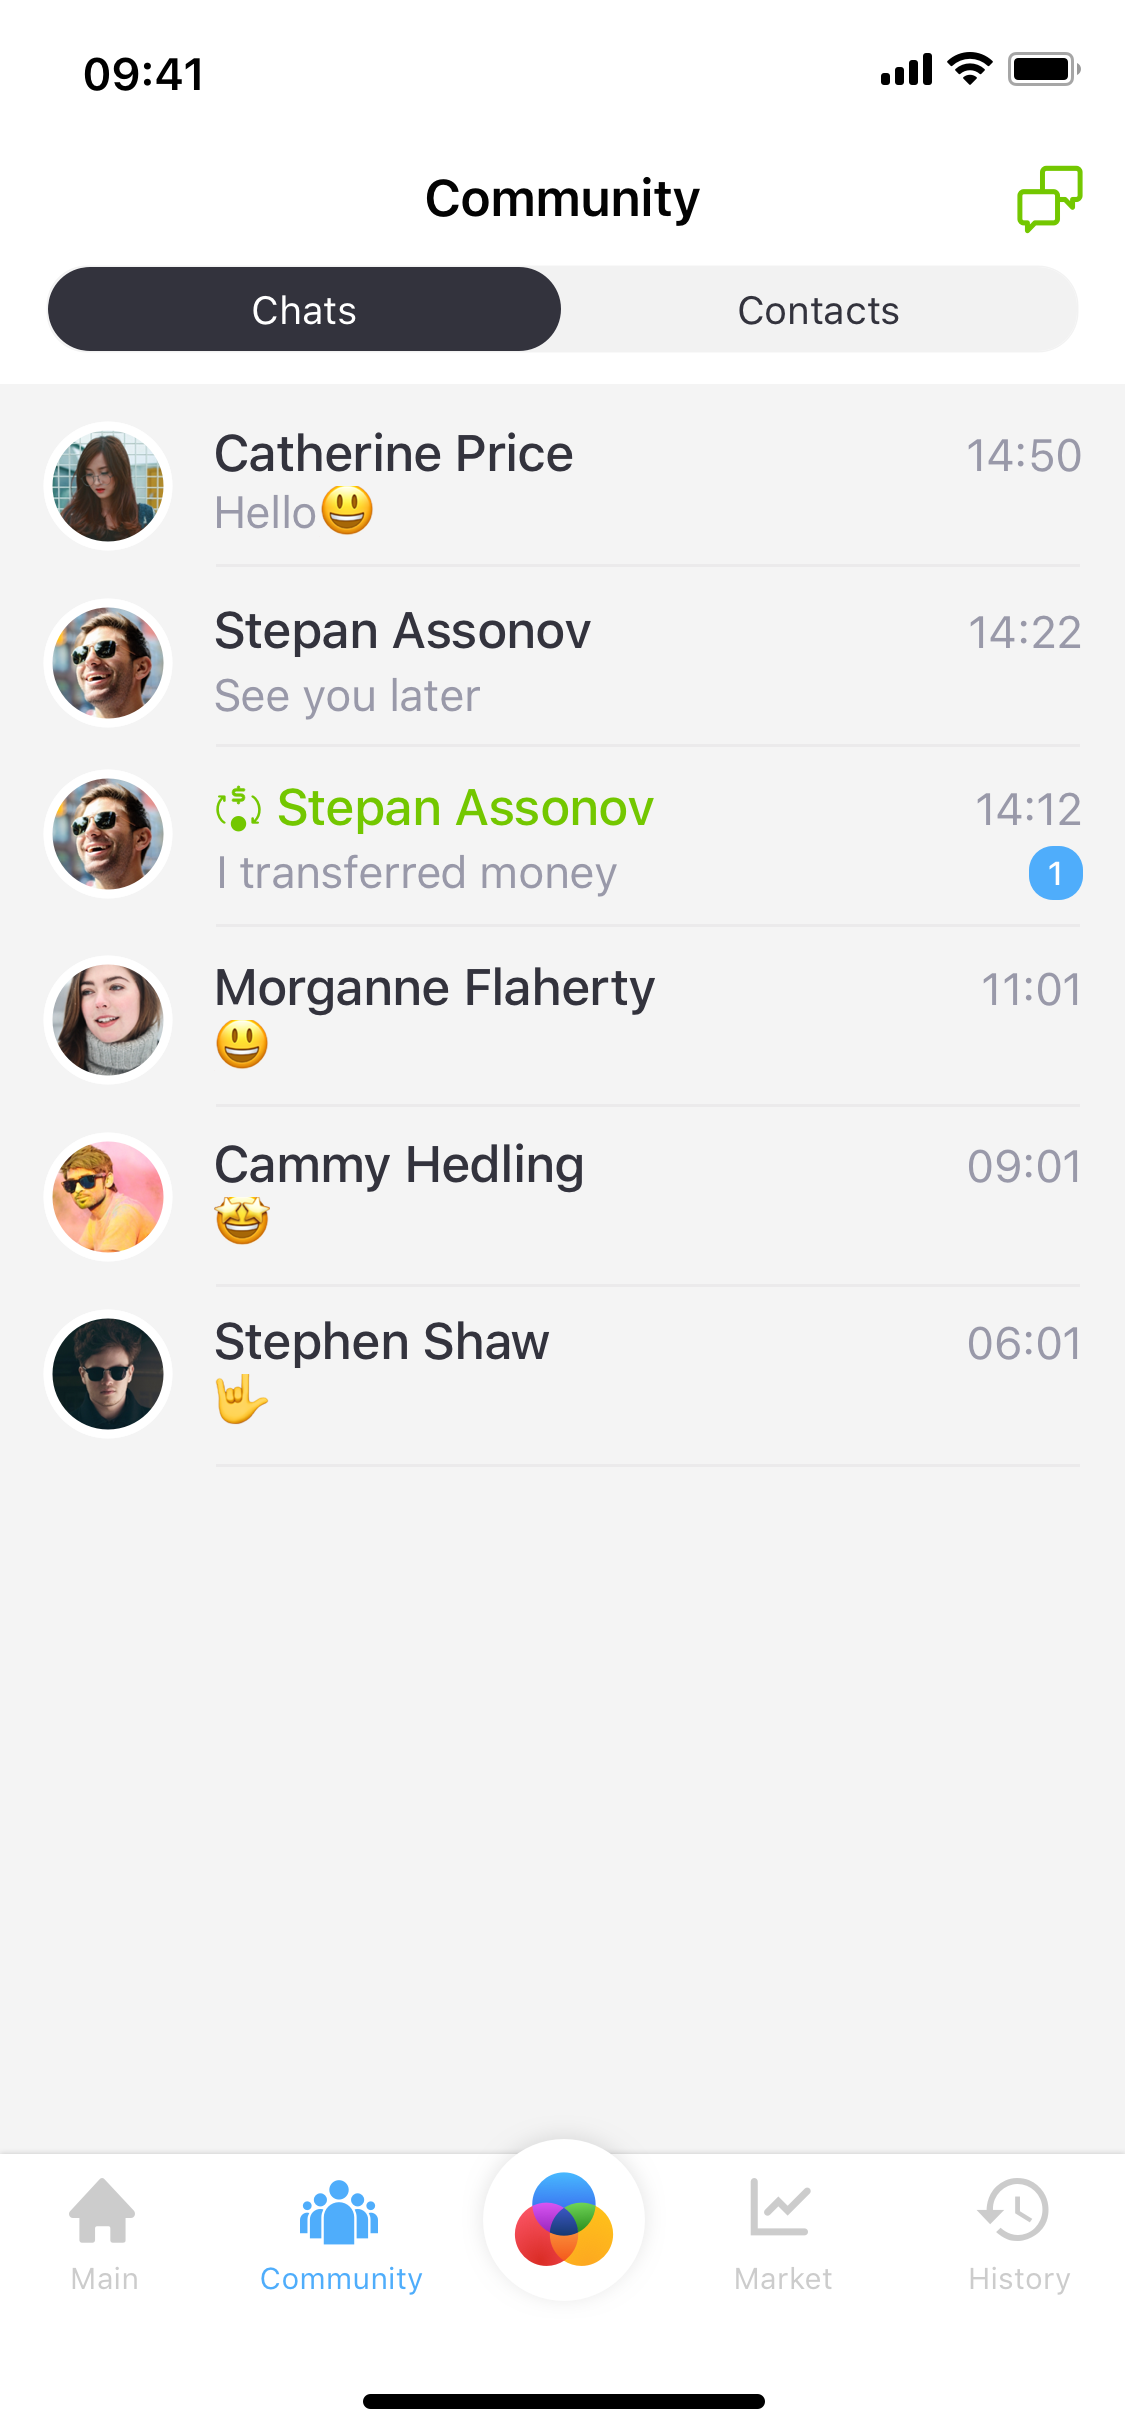 09:41
Community
Chats
Contacts
Catherine Price
14:50
Hello😃
Stepan Assonov
14:22
See you later
Stepan Assonov
14:12
I transferred money
1
Morganne Flaherty
11:01
😃
Cammy Hedling
09:01
🤩
Stephen Shaw
06:01
🤟
Main
Community
Market
History